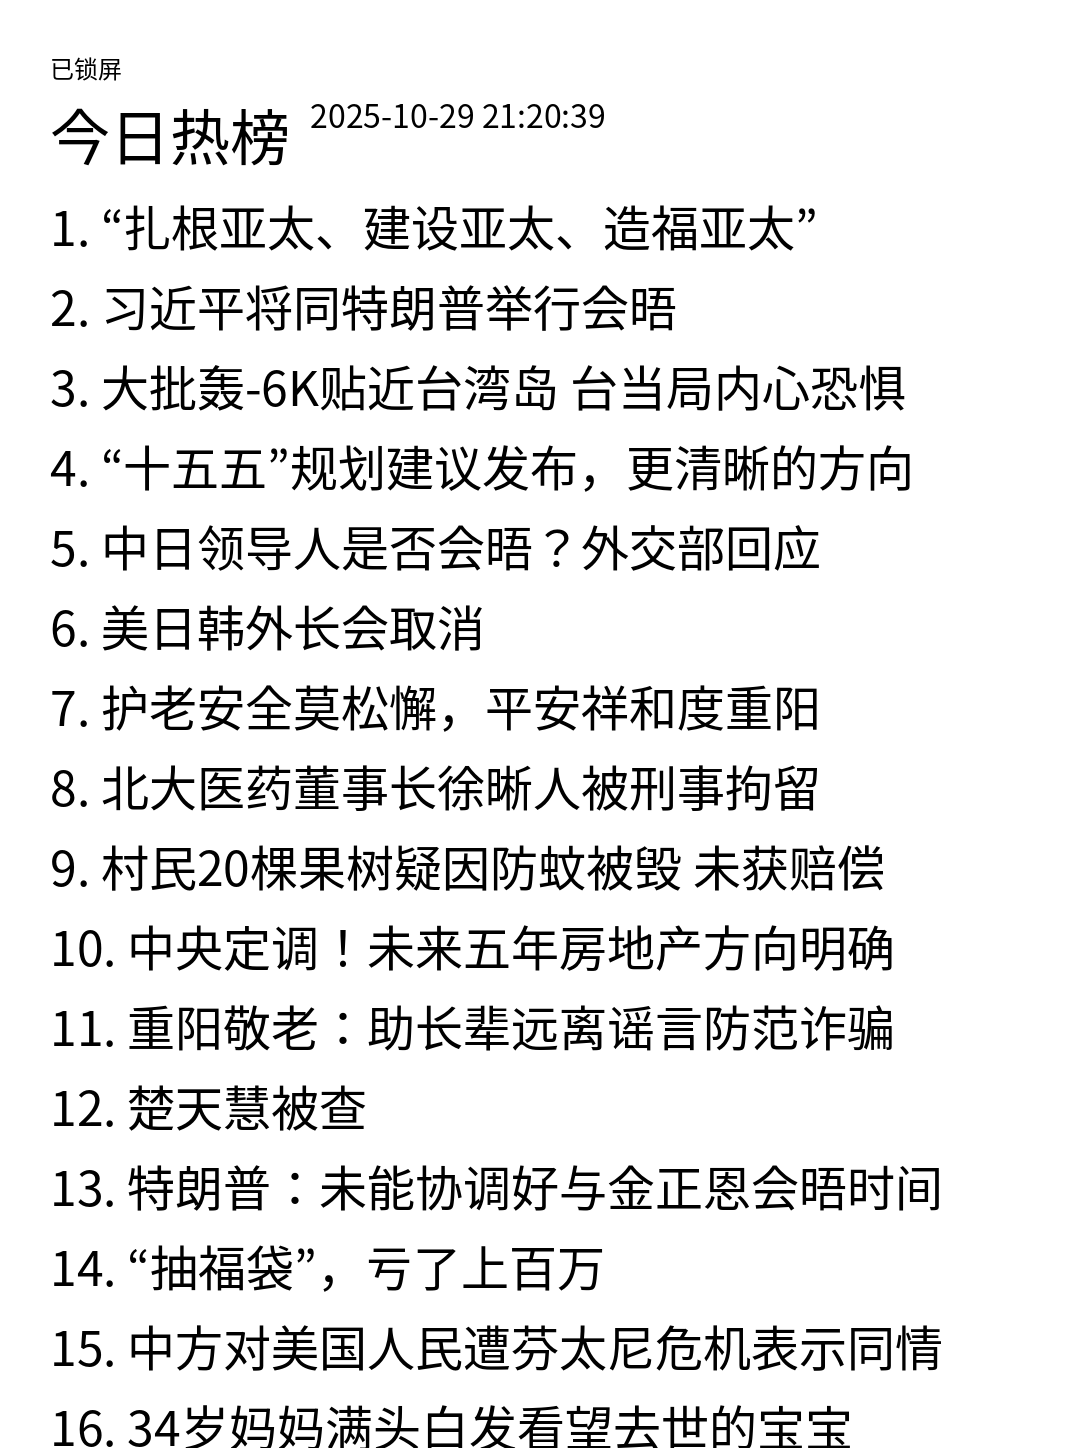 已锁屏
今日热榜 2025-10-29 21:20:39
1. “扎根亚太、建设亚太、造福亚太”
2. 习近平将同特朗普举行会晤
3. 大批轰-6K贴近台湾岛 台当局内心恐惧
4. “十五五”规划建议发布，更清晰的方向
5. 中日领导人是否会晤？外交部回应
6. 美日韩外长会取消
7. 护老安全莫松懈，平安祥和度重阳
8. 北大医药董事长徐晰人被刑事拘留
9. 村民20棵果树疑因防蚊被毁 未获赔偿
10. 中央定调！未来五年房地产方向明确
11. 重阳敬老：助长辈远离谣言防范诈骗
12. 楚天慧被查
13. 特朗普：未能协调好与金正恩会晤时间
14. “抽福袋”，亏了上百万
15. 中方对美国人民遭芬太尼危机表示同情
16. 34岁妈妈满头白发看望去世的宝宝